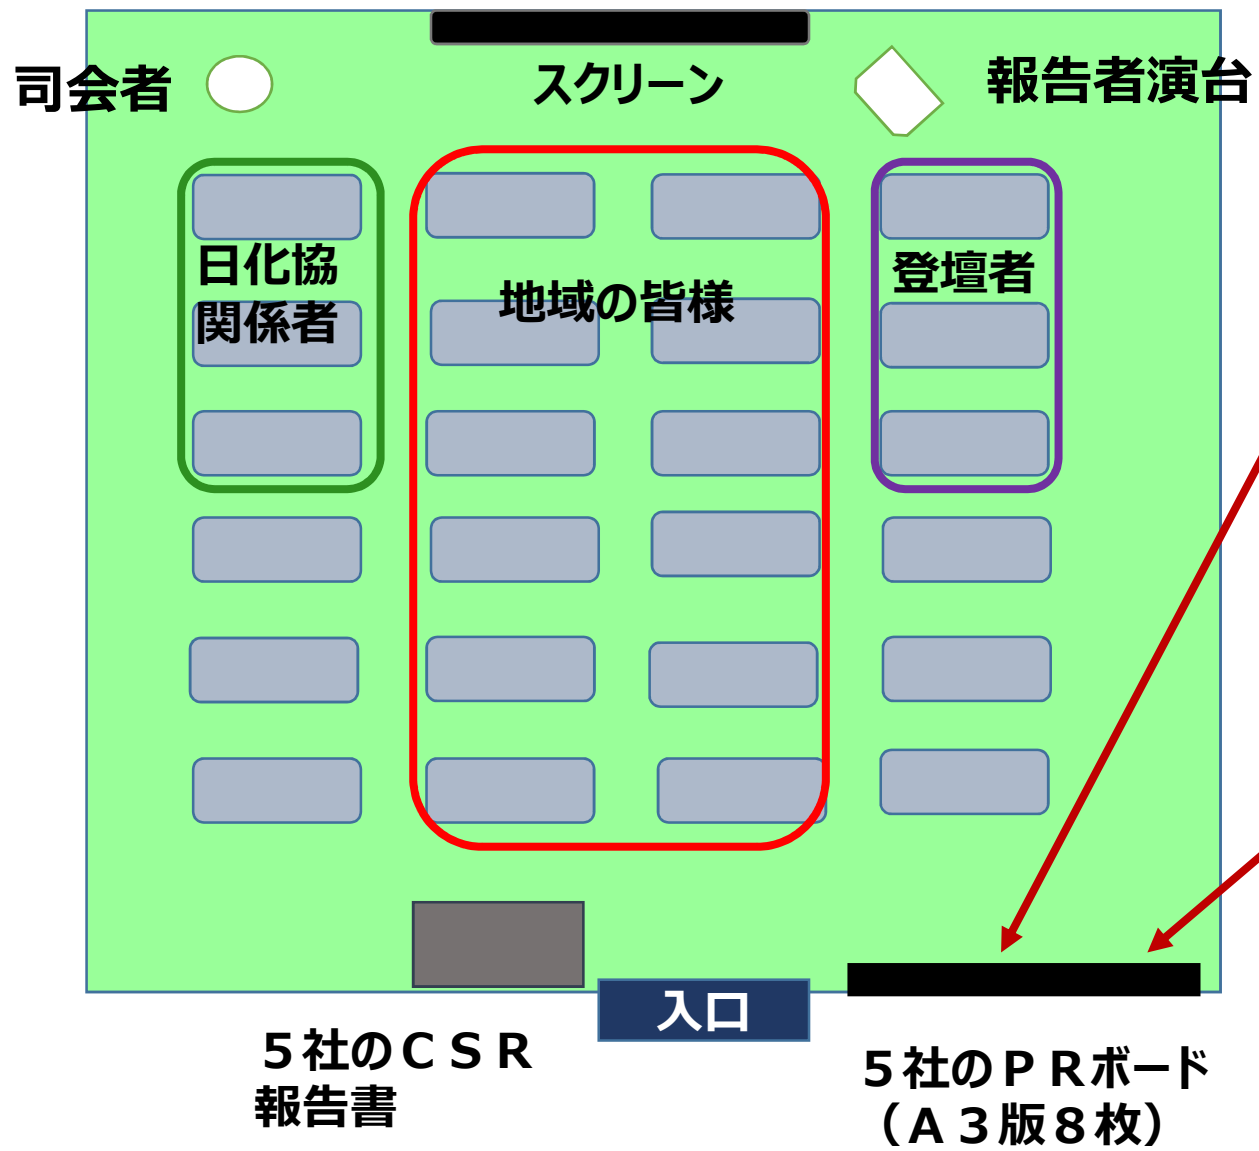 司会者
スクリーン
報告者演台
日化協
関係者
地域の皆様
登壇者
入口
５社のＣＳＲ
報告書
５社のＰＲボード
（Ａ３版８枚）